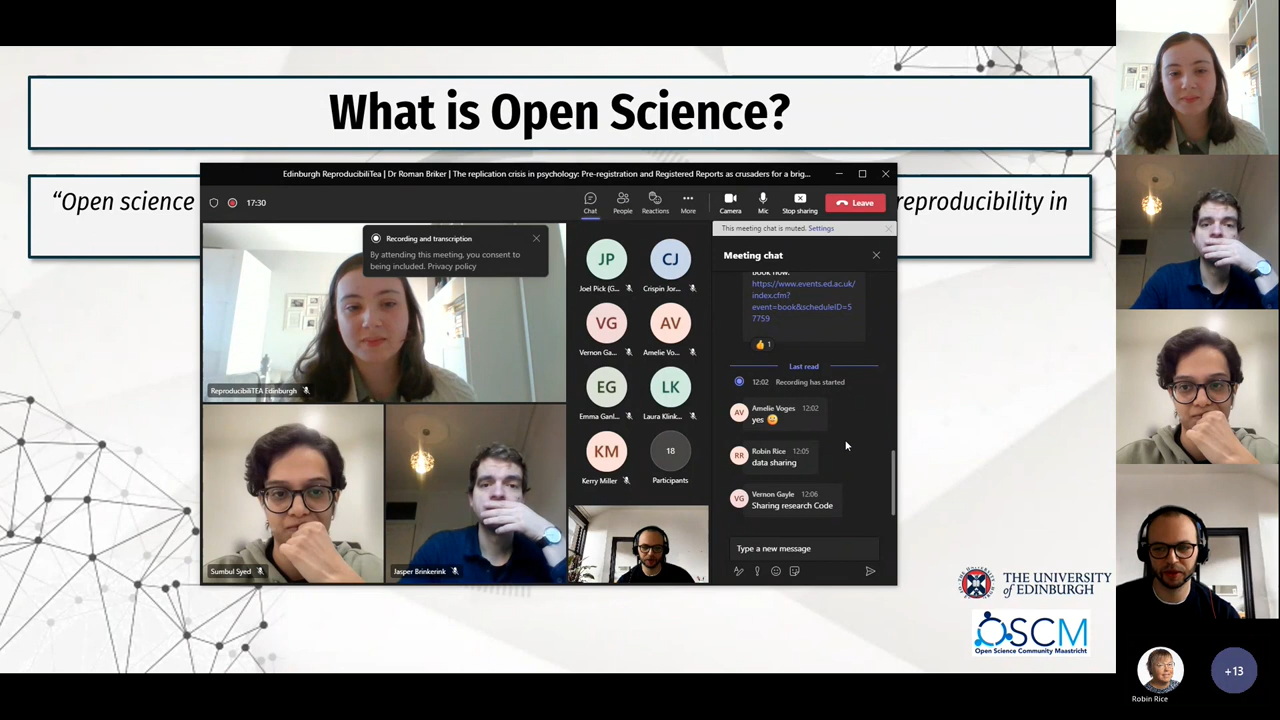 What is Open Science?
“Open science
reproducibility in
Edinburgh ReproducibiliTea | Dr Roman Briker | The replication crisis in psychology: Pre-registration and Registered Reports as crusaders for a brig...
17:30
Chat
People
Reactions
More
Camera
Mic
Stop sharing
Leave
Recording and transcription
By attending this meeting, you consent to
being included. Privacy policy
ReproducibiliTEA Edinburgh
Sumbul Syed
Jasper Brinkerink
JP
Joel Pick (G...
CJ
Crispin Jor...
VG
Vernon Ga...
AV
Amelie Vo...
EG
Emma Ganl...
LK
Laura Klink...
KM
Kerry Miller
18
Participants
This meeting chat is muted. Settings
Meeting chat
book now.
https://www.events.ed.ac.uk/
index.cfm?
event=book&scheduleID=5
7759
1
Last read
12:02 Recording has started
AV
Amelie Voges 12:02
yes 😊
RR
Robin Rice 12:05
data sharing
VG
Vernon Gayle 12:06
Sharing research Code
Type a new message
THE UNIVERSITY
of EDINBURGH
OSCM
Open Science Community Maastricht
Robin Rice
+13